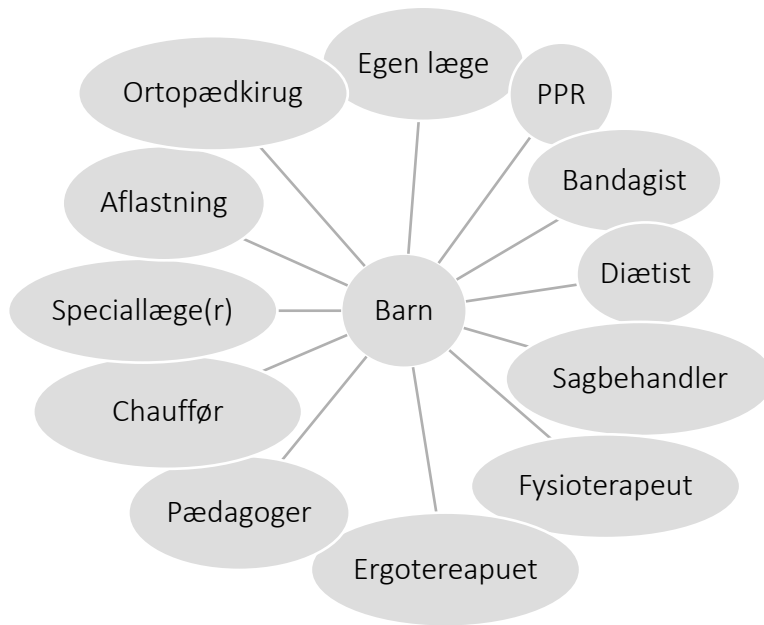 Egen læge
PPR
Bandagist
Diætist
Sagbehandler
Fysioterapeut
Ergotereapuet
Pædagoger
Chauffør
Speciallæge(r)
Aflastning
Ortopædkirug
Barn